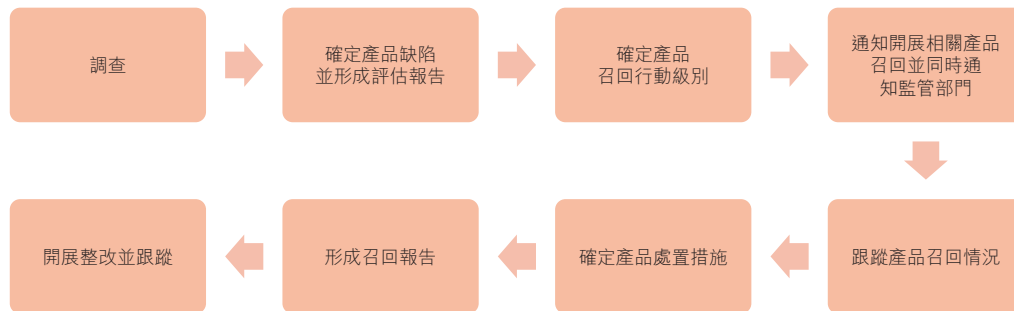 調查
確定產品缺陷
並形成評估報告
確定產品
召回行動級別
通知開展相關產品
召回並同時通
知監管部門
跟蹤產品召回情況
確定產品處置措施
形成召回報告
開展整改並跟蹤